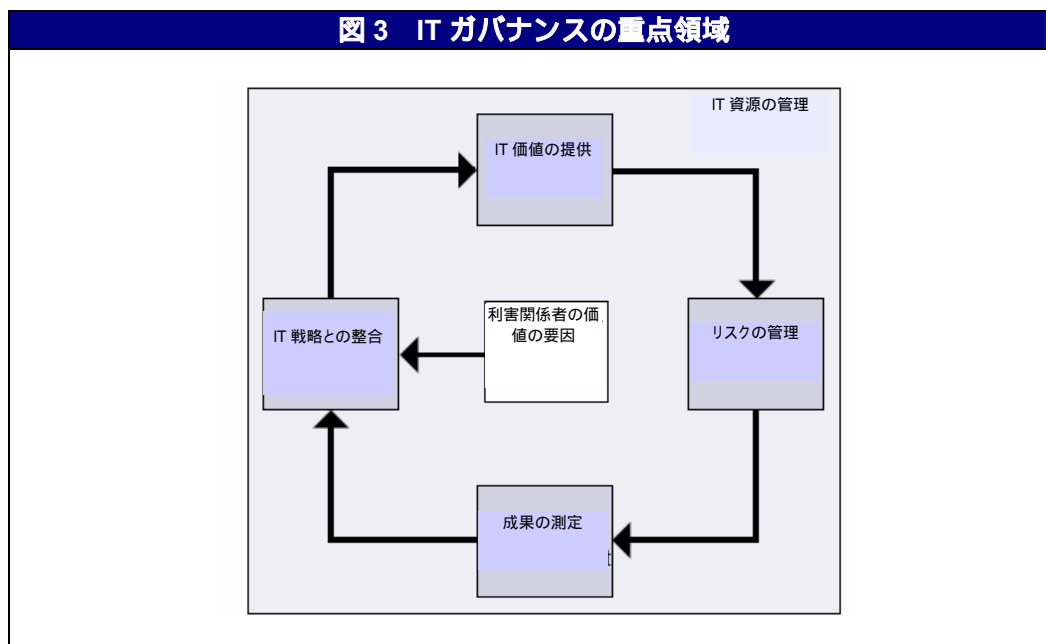 図 3 IT ガバナンスの重点領域
IT 資源の管理
IT 価値の提供
IT 戦略との整合
利害関係者の価
値の要因
リスクの管理
成果の測定